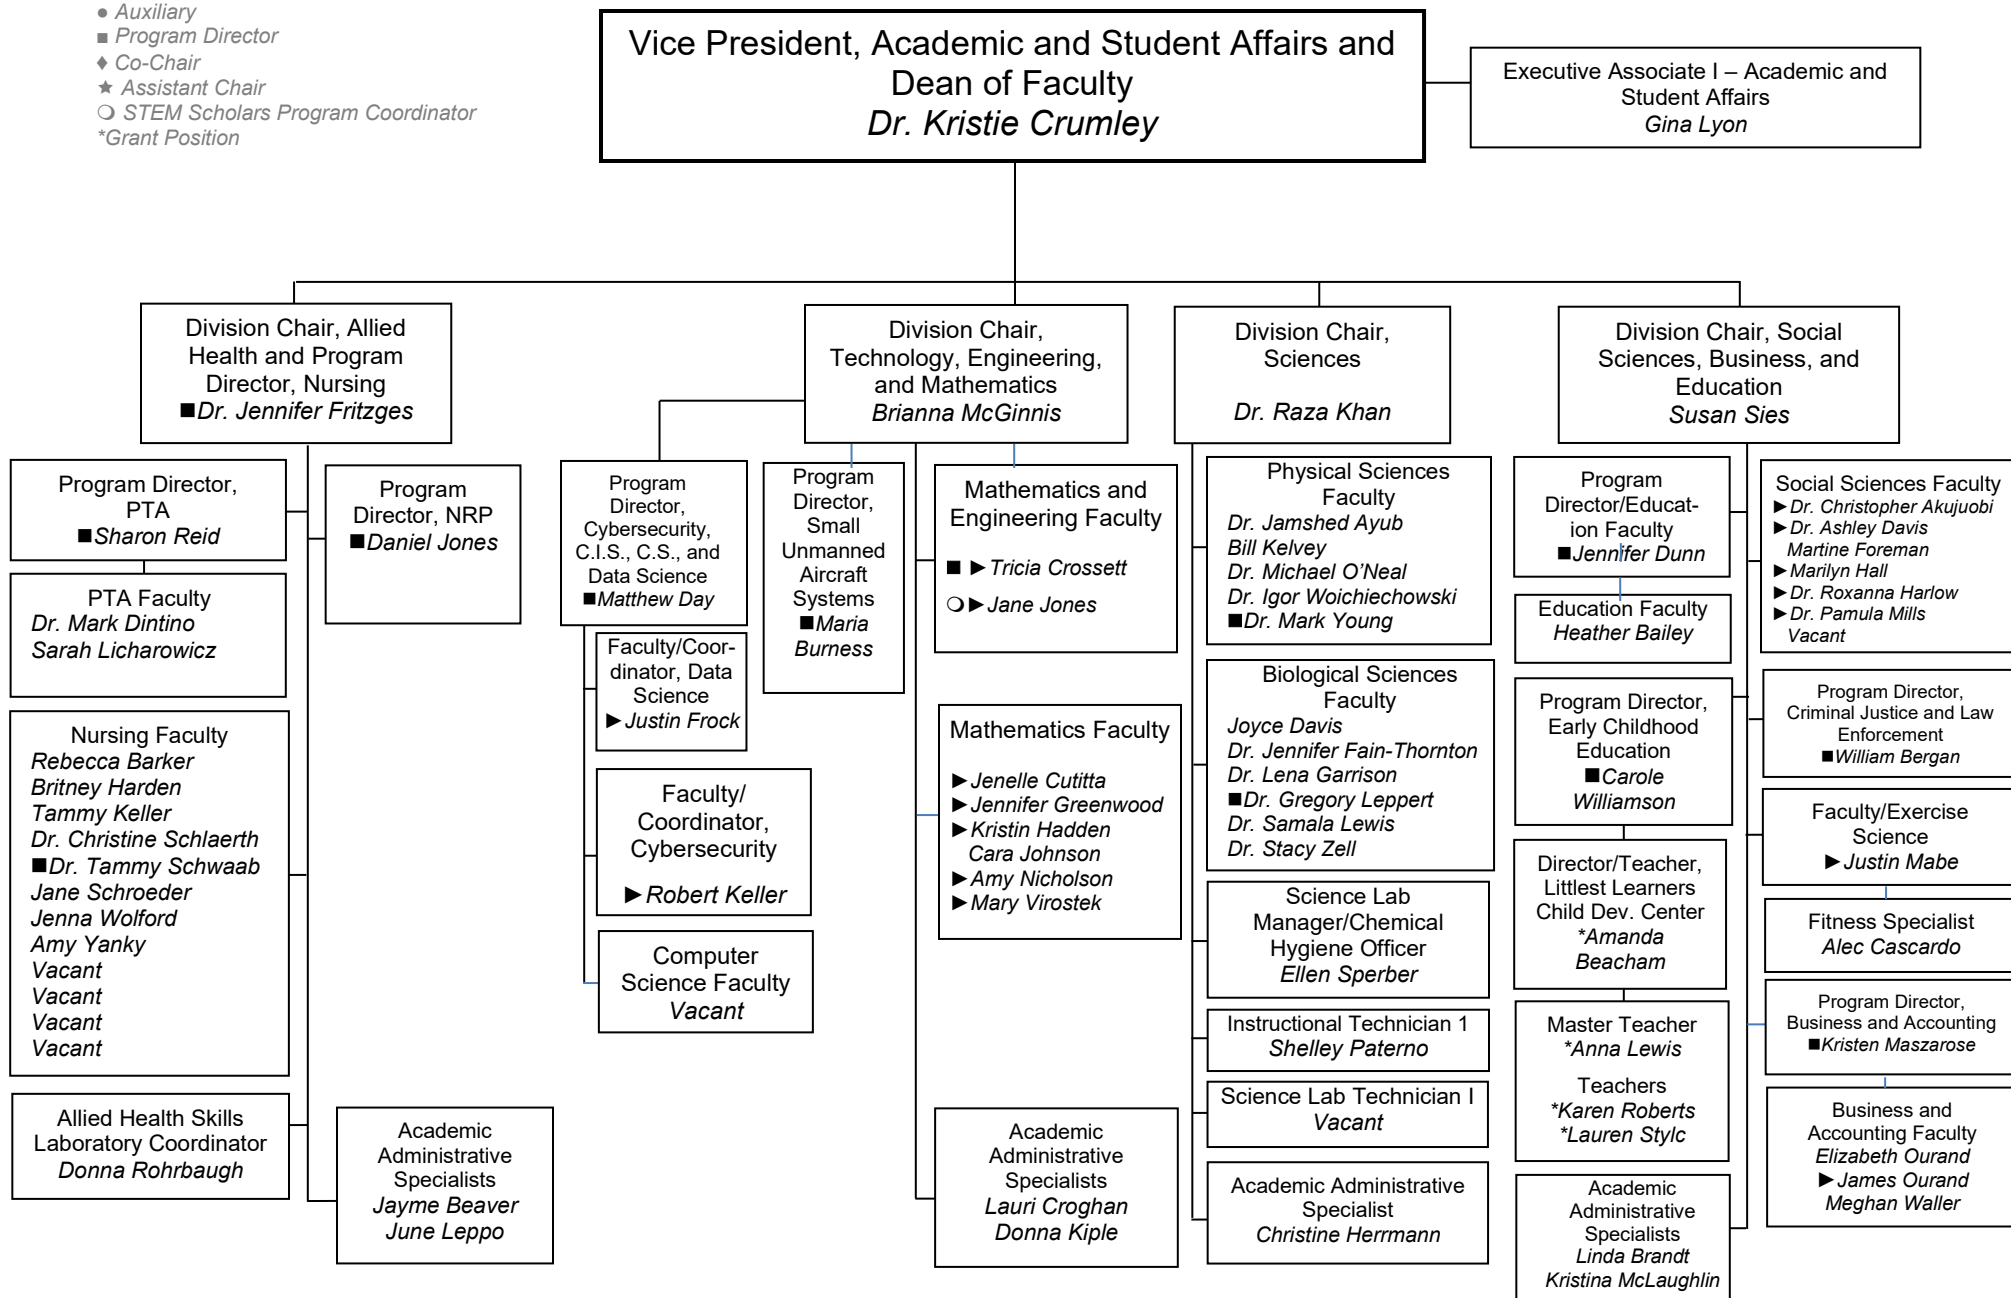 ● Auxiliary
■ Program Director
♦ Co-Chair
★ Assistant Chair
❍ STEM Scholars Program Coordinator
*Grant Position
Vice President, Academic and Student Affairs and
Dean of Faculty
Dr. Kristie Crumley
Executive Associate I – Academic and
Student Affairs
Gina Lyon
Division Chair, Allied
Health and Program
Director, Nursing
■Dr. Jennifer Fritzges
Program Director,
PTA
■Sharon Reid
Program
Director, NRP
■Daniel Jones
PTA Faculty
Dr. Mark Dintino
Sarah Licharowicz
Nursing Faculty
Rebecca Barker
Britney Harden
Tammy Keller
Dr. Christine Schlaerth
■Dr. Tammy Schwaab
Jane Schroeder
Jenna Wolford
Amy Yanky
Vacant
Vacant
Vacant
Vacant
Allied Health Skills
Laboratory Coordinator
Donna Rohrbaugh
Academic
Administrative
Specialists
Jayme Beaver
June Leppo
Division Chair,
Technology, Engineering,
and Mathematics
Brianna McGinnis
Program
Director,
Cybersecurity,
C.I.S., C.S., and
Data Science
■Matthew Day
Faculty/Coor-
dinator, Data
Science
►Justin Frock
Faculty/
Coordinator,
Cybersecurity
►Robert Keller
Computer
Science Faculty
Vacant
Program
Director,
Small
Unmanned
Aircraft
Systems
■Maria
Burness
Mathematics and
Engineering Faculty
■ ►Tricia Crossett
❍►Jane Jones
Mathematics Faculty
►Jenelle Cutitta
►Jennifer Greenwood
►Kristin Hadden
Cara Johnson
►Amy Nicholson
►Mary Virostek
Academic
Administrative
Specialists
Lauri Croghan
Donna Kiple
Division Chair,
Sciences
Dr. Raza Khan
Physical Sciences
Faculty
Dr. Jamshed Ayub
Bill Kelvey
Dr. Michael O’Neal
Dr. Igor Woichiechowski
■Dr. Mark Young
Biological Sciences
Faculty
Joyce Davis
Dr. Jennifer Fain-Thornton
Dr. Lena Garrison
■Dr. Gregory Leppert
Dr. Samala Lewis
Dr. Stacy Zell
Science Lab
Manager/Chemical
Hygiene Officer
Ellen Sperber
Instructional Technician 1
Shelley Paterno
Science Lab Technician I
Vacant
Academic Administrative
Specialist
Christine Herrmann
Division Chair, Social
Sciences, Business, and
Education
Susan Sies
Program
Director/Educat-
ion Faculty
■Jennifer Dunn
Education Faculty
Heather Bailey
Program Director,
Early Childhood
Education
■Carole
Williamson
Director/Teacher,
Littlest Learners
Child Dev. Center
*Amanda
Beacham
Master Teacher
*Anna Lewis
Teachers
*Karen Roberts
*Lauren Stylc
Academic
Administrative
Specialists
Linda Brandt
Kristina McLaughlin
Social Sciences Faculty
►Dr. Christopher Akujuobi
►Dr. Ashley Davis
Martine Foreman
►Marilyn Hall
►Dr. Roxanna Harlow
►Dr. Pamula Mills
Vacant
Program Director,
Criminal Justice and Law
Enforcement
■William Bergan
Faculty/Exercise
Science
►Justin Mabe
Fitness Specialist
Alec Cascardo
Program Director,
Business and Accounting
■Kristen Maszarose
Business and
Accounting Faculty
Elizabeth Ourand
►James Ourand
Meghan Waller